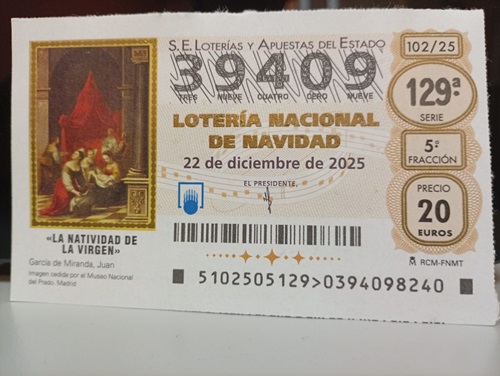 S.E. LOTERÍAS Y APUESTAS DEL ESTADO
39409
TRES NUEVE CUATRO CERO NUEVE
LOTERÍA NACIONAL
DE NAVIDAD
22 de diciembre de 2025
EL PRESIDENTE,
102/25
129ª
SERIE
5ª
FRACCIÓN
PRECIO
20
EUROS
RCM-FNMT
«LA NATIVIDAD DE
LA VIRGEN»
García de Miranda, Juan
Imagen cedida por el Museo Nacional
del Prado. Madrid
5102505129>0394098240